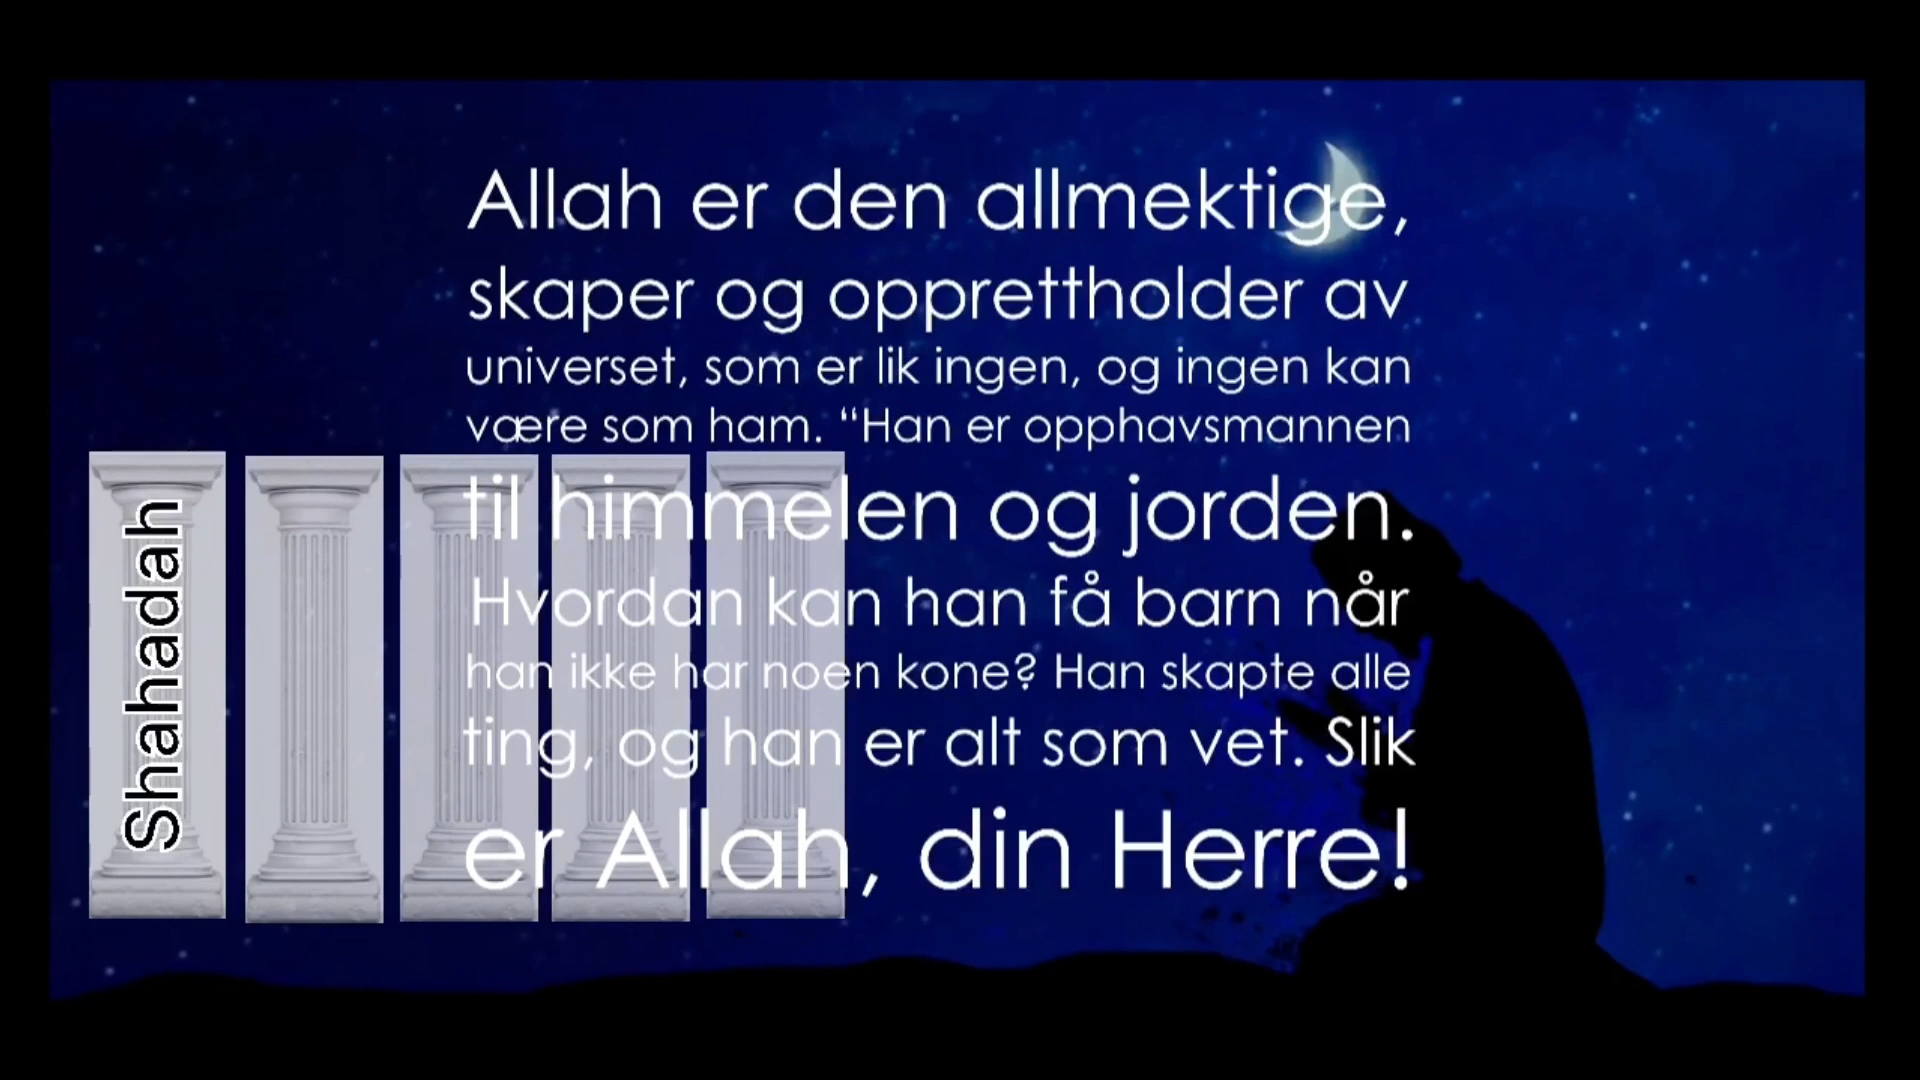 Allah er den allmektige,
skaper og opprettholder av
universet, som er lik ingen, og ingen kan
være som ham. “Han er opphavsmannen
til himmelen og jorden.
Hvordan kan han få barn når
han ikke har noen kone? Han skapte alle
ting, og han er alt som vet. Slik
er Allah, din Herre!
Shahadah